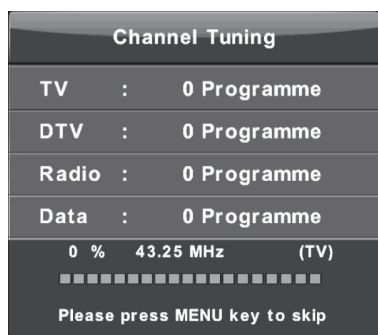 Channel Tuning
TV : 0 Programme
DTV : 0 Programme
Radio : 0 Programme
Data : 0 Programme
0 % 43.25 MHz (TV)
Please press MENU key to skip